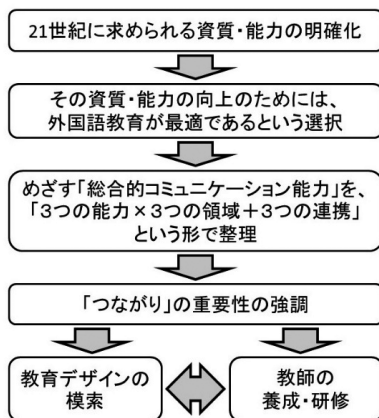 21世紀に求められる資質・能力の明確化
その資質・能力の向上のためには、
外国語教育が最適であるという選択
めざす「総合的コミュニケーション能力」を、
「3つの能力×3つの領域+3つの連携」
という形で整理
「つながり」の重要性の強調
教育デザインの
模索
教師の
養成・研修